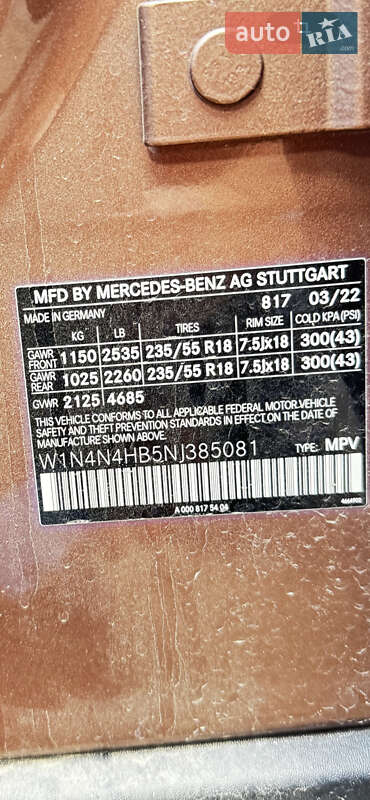 auto RIA
.com
MFD BY MERCEDES-BENZ AG STUTTGART
MADE IN GERMANY 817 03/22
KG LB TIRES RIM SIZE COLD KPA(PSI)
GAWR FRONT 1150 2535 235/55 R18 7.5Jx18 300(43)
GAWR REAR 1025 2260 235/55 R18 7.5Jx18 300(43)
GVWR 2125 4685
THIS VEHICLE CONFORMS TO ALL APPLICABLE FEDERAL MOTOR VEHICLE
SAFETY AND THEFT PREVENTION STANDARDS IN EFFECT ON THE DATE OF
MANUFACTURE SHOWN ABOVE.
W1N4N4HB5NJ385081 TYPE: MPV
A 000 817 54 04